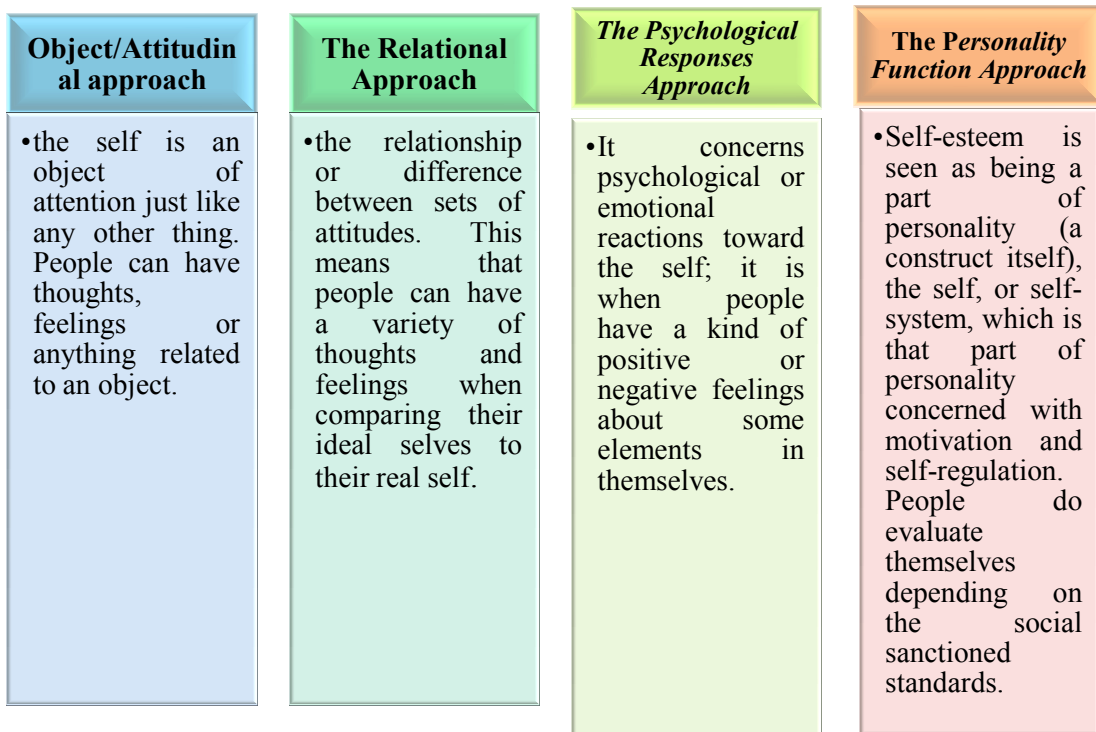 Object/Attitudin
al approach
•the self is an
object of
attention just like
any other thing.
People can have
thoughts,
feelings or
anything related
to an object.
The Relational
Approach
•the relationship
or difference
between sets of
attitudes. This
means that
people can have
a variety of
thoughts and
feelings when
comparing their
ideal selves to
their real self.
The Psychological
Responses
Approach
•It concerns
psychological or
emotional
reactions toward
the self; it is
when people
have a kind of
positive or
negative feelings
about some
elements in
themselves.
The Personality
Function Approach
•Self-esteem is
seen as being a
part of
personality (a
construct itself),
the self, or self-
system, which is
that part of
personality
concerned with
motivation and
self-regulation.
People do
evaluate
themselves
depending on
the social
sanctioned
standards.